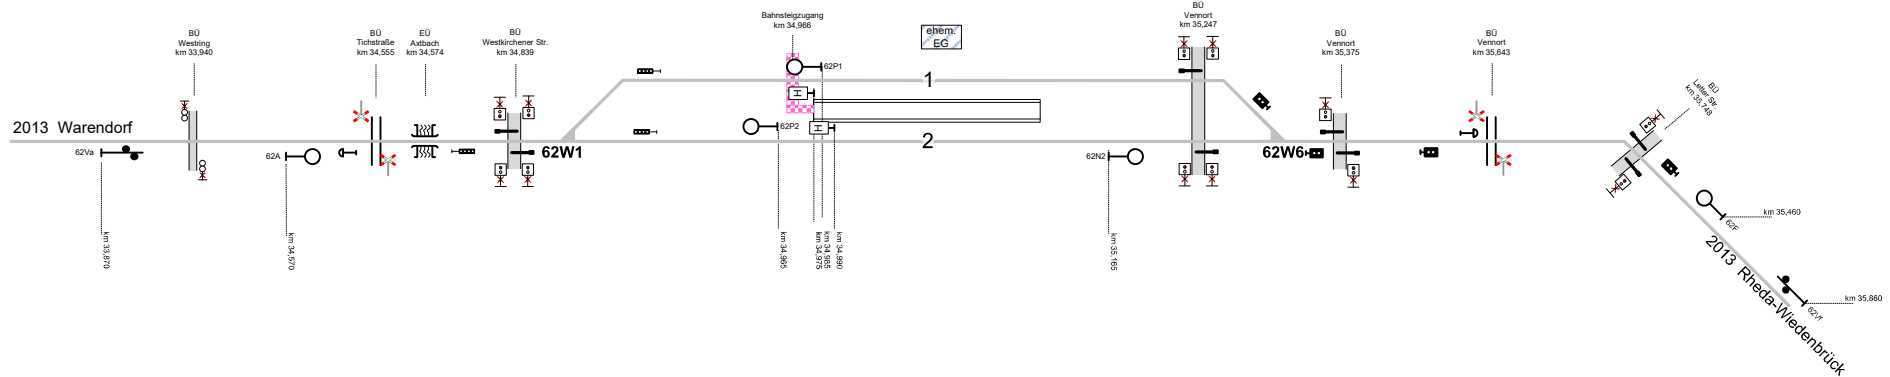 BÜ
Westring
km 33,940
BÜ
Tichstraße
km 34,555
EÜ
Axtbach
km 34,574
BÜ
Westkirchener Str.
km 34,839
Bahnsteigzugang
km 34,966
ehem.
EG
BÜ
Vennort
km 35,247
BÜ
Vennort
km 35,375
BÜ
Vennort
km 35,643
BÜ
Letter Str.
km 35,748
62P1
1
H
2013 Warendorf
62Va
62A
62W1
62P2
H
2
62N2
62W6
62F
km 35,460
2013 Rheda-Wiedenbrück
62Vf
km 35,860
km 33,870
km 34,570
km 34,965
km 34,975
km 34,985
km 34,990
km 35,165